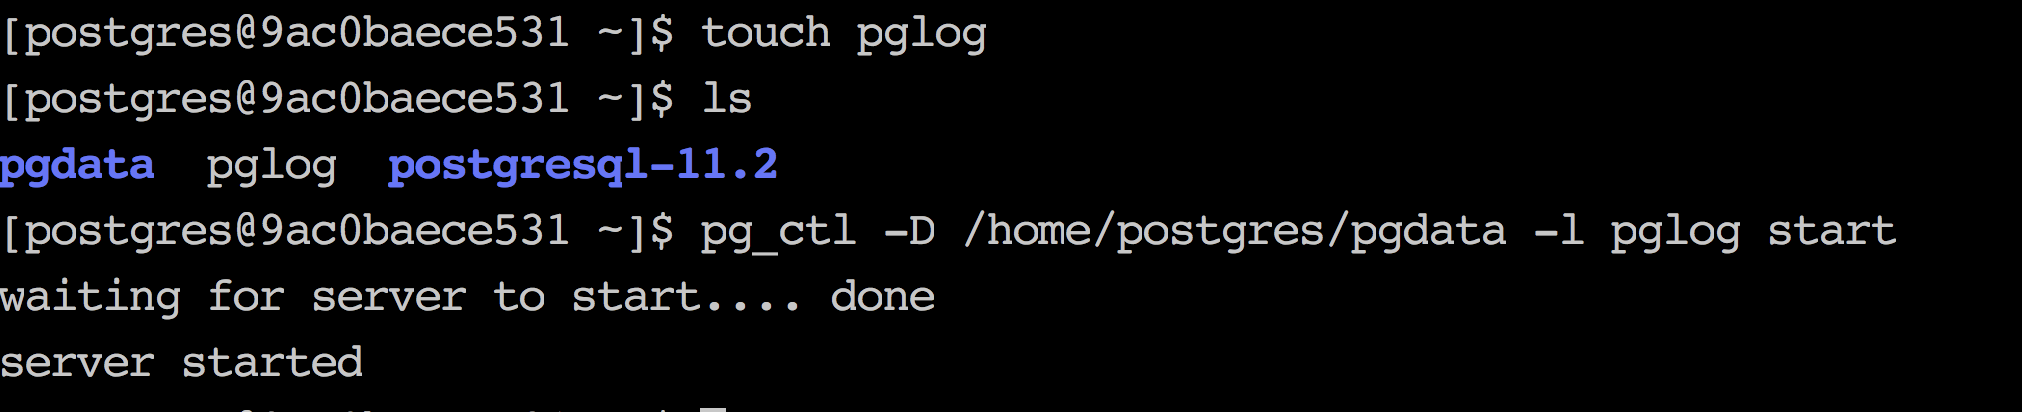 [postgres@9ac0baece531 ~]$ touch pglog
[postgres@9ac0baece531 ~]$ ls
pgdata  pglog  postgresql-11.2
[postgres@9ac0baece531 ~]$ pg_ctl -D /home/postgres/pgdata -l pglog start
waiting for server to start.... done
server started